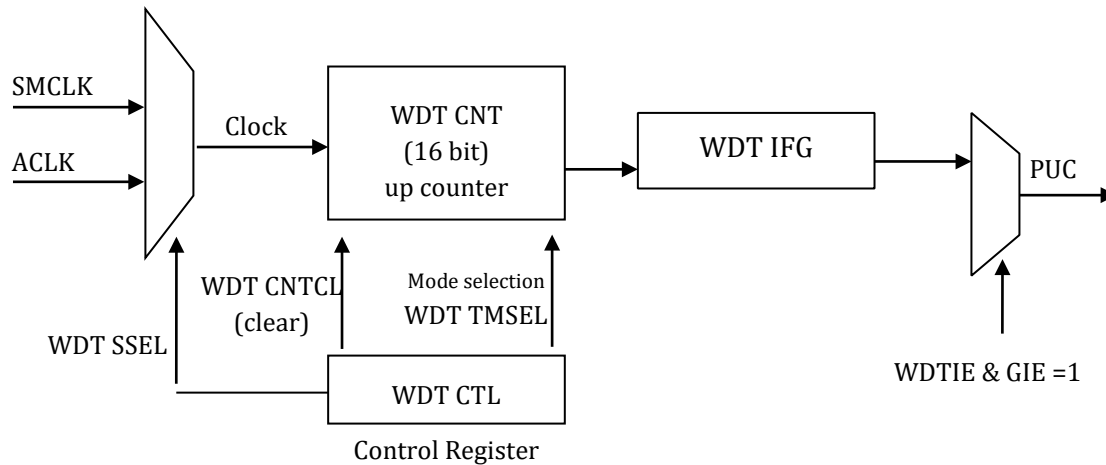 SMCLK
ACLK
Clock
WDT CNT
(16 bit)
up counter
WDT IFG
PUC
WDT CNTCL
(clear)
Mode selection
WDT TMSEL
WDT SSEL
WDT CTL
Control Register
WDTIE & GIE =1